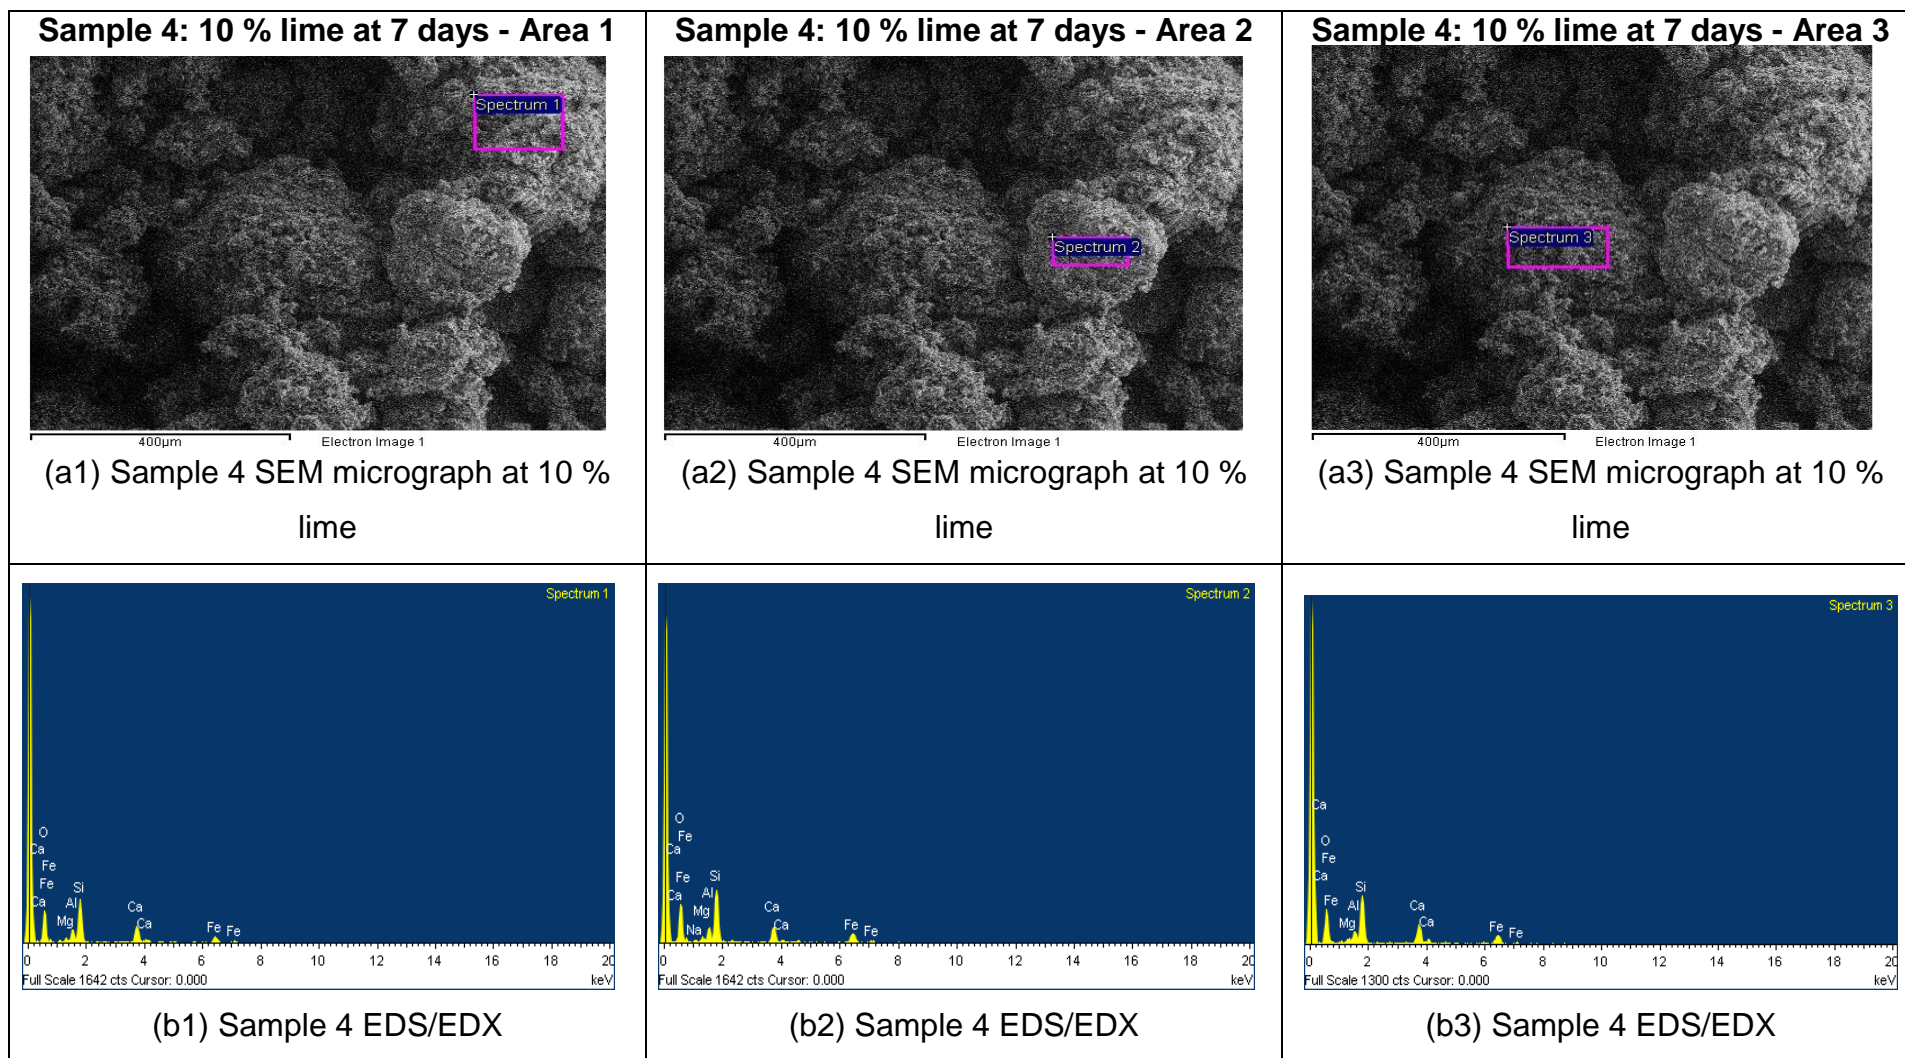 Sample 4: 10 % lime at 7 days - Area 1
Spectrum 1
400µm
Electron Image 1
(a1) Sample 4 SEM micrograph at 10 %
lime
Sample 4: 10 % lime at 7 days - Area 2
Spectrum 2
400µm
Electron Image 1
(a2) Sample 4 SEM micrograph at 10 %
lime
Sample 4: 10 % lime at 7 days - Area 3
Spectrum 3
400µm
Electron Image 1
(a3) Sample 4 SEM micrograph at 10 %
lime
Spectrum 1
O
Ca
Fe
Fe Si
Ca Al Ca
Mg Ca Fe Fe
0 2 4 6 8 10 12 14 16 18 20
Full Scale 1642 cts Cursor: 0.000 keV
(b1) Sample 4 EDS/EDX
Spectrum 2
O
Fe
Ca
Fe Si
Ca Al
Mg Ca
Na Ca Fe Fe
0 2 4 6 8 10 12 14 16 18 20
Full Scale 1642 cts Cursor: 0.000 keV
(b2) Sample 4 EDS/EDX
Spectrum 3
Ca
O
Fe
Ca Si
Fe Al Ca
Mg Ca Fe Fe
0 2 4 6 8 10 12 14 16 18 20
Full Scale 1300 cts Cursor: 0.000 keV
(b3) Sample 4 EDS/EDX